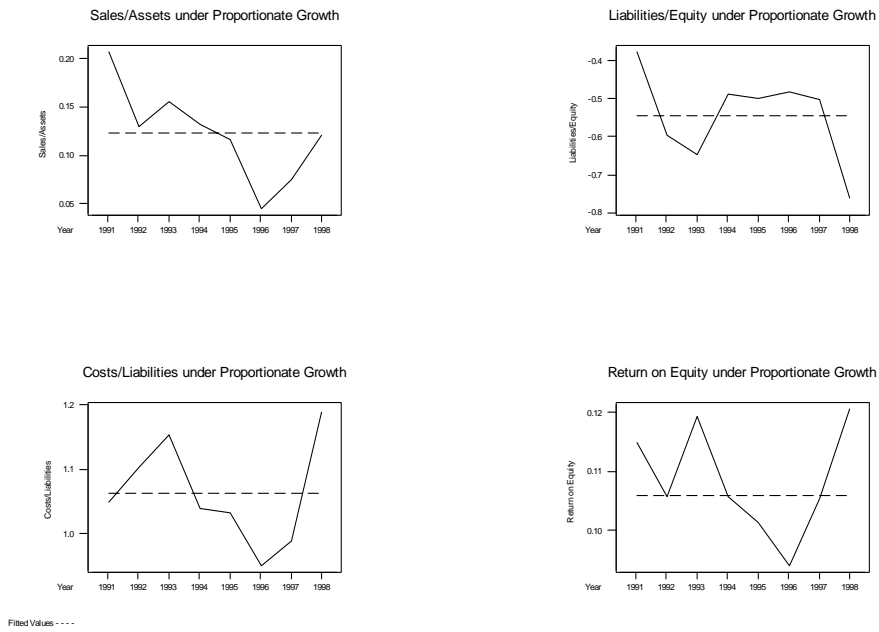 Sales/Assets under Proportionate Growth
Sales/Assets
0.20
0.15
0.10
0.05
Year 1991 1992 1993 1994 1995 1996 1997 1998
Liabilities/Equity under Proportionate Growth
Liabilities/Equity
-0.4
-0.5
-0.6
-0.7
-0.8
Year 1991 1992 1993 1994 1995 1996 1997 1998
Costs/Liabilities under Proportionate Growth
Costs/Liabilities
1.2
1.1
1.0
Year 1991 1992 1993 1994 1995 1996 1997 1998
Return on Equity under Proportionate Growth
Return on Equity
0.12
0.11
0.10
Year 1991 1992 1993 1994 1995 1996 1997 1998
Fitted Values - - - -